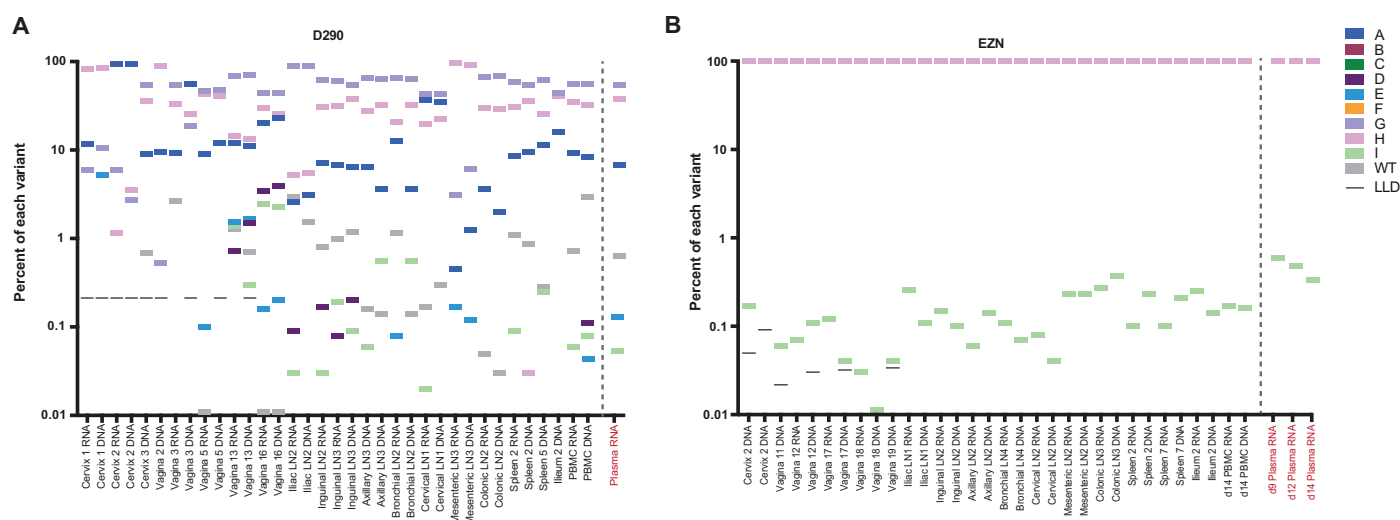 A
D290
Percent of each variant
100
10
1
0.1
0.01
Cervix 1 RNA
Cervix 1 DNA
Cervix 2 RNA
Cervix 2 DNA
Cervix 3 DNA
Vagina 2 DNA
Vagina 3 RNA
Vagina 3 DNA
Vagina 5 RNA
Vagina 5 DNA
Vagina 13 RNA
Vagina 13 DNA
Vagina 16 RNA
Vagina 16 DNA
Iliac LN2 RNA
Iliac LN2 DNA
Inguinal LN2 RNA
Inguinal LN3 RNA
Inguinal LN3 DNA
Axillary LN3 RNA
Axillary LN3 DNA
Bronchial LN2 RNA
Bronchial LN2 DNA
Cervical LN1 RNA
Cervical LN1 DNA
Mesenteric LN3 RNA
Mesenteric LN3 DNA
Colonic LN2 RNA
Colonic LN2 DNA
Spleen 2 RNA
Spleen 2 DNA
Spleen 5 DNA
Ileum 2 DNA
PBMC RNA
PBMC DNA
Plasma RNA
B
EZN
Percent of each variant
100
10
1
0.1
0.01
Cervix 2 DNA
Cervix 2 DNA
Vagina 11 DNA
Vagina 12 RNA
Vagina 12 DNA
Vagina 17 RNA
Vagina 17 DNA
Vagina 18 RNA
Vagina 18 DNA
Vagina 19 DNA
Iliac LN1 RNA
Iliac LN1 DNA
Inguinal LN2 RNA
Inguinal LN2 DNA
Axillary LN2 RNA
Axillary LN2 DNA
Bronchial LN4 RNA
Bronchial LN4 DNA
Cervical LN2 RNA
Cervical LN2 DNA
Mesenteric LN2 RNA
Mesenteric LN2 DNA
Colonic LN3 RNA
Colonic LN3 DNA
Spleen 2 RNA
Spleen 2 DNA
Spleen 7 RNA
Spleen 7 DNA
Ileum 2 RNA
Ileum 2 DNA
d14 PBMC RNA
d14 PBMC DNA
d9 Plasma RNA
d12 Plasma RNA
d14 Plasma RNA
A
B
C
D
E
F
G
H
I
WT
LLD